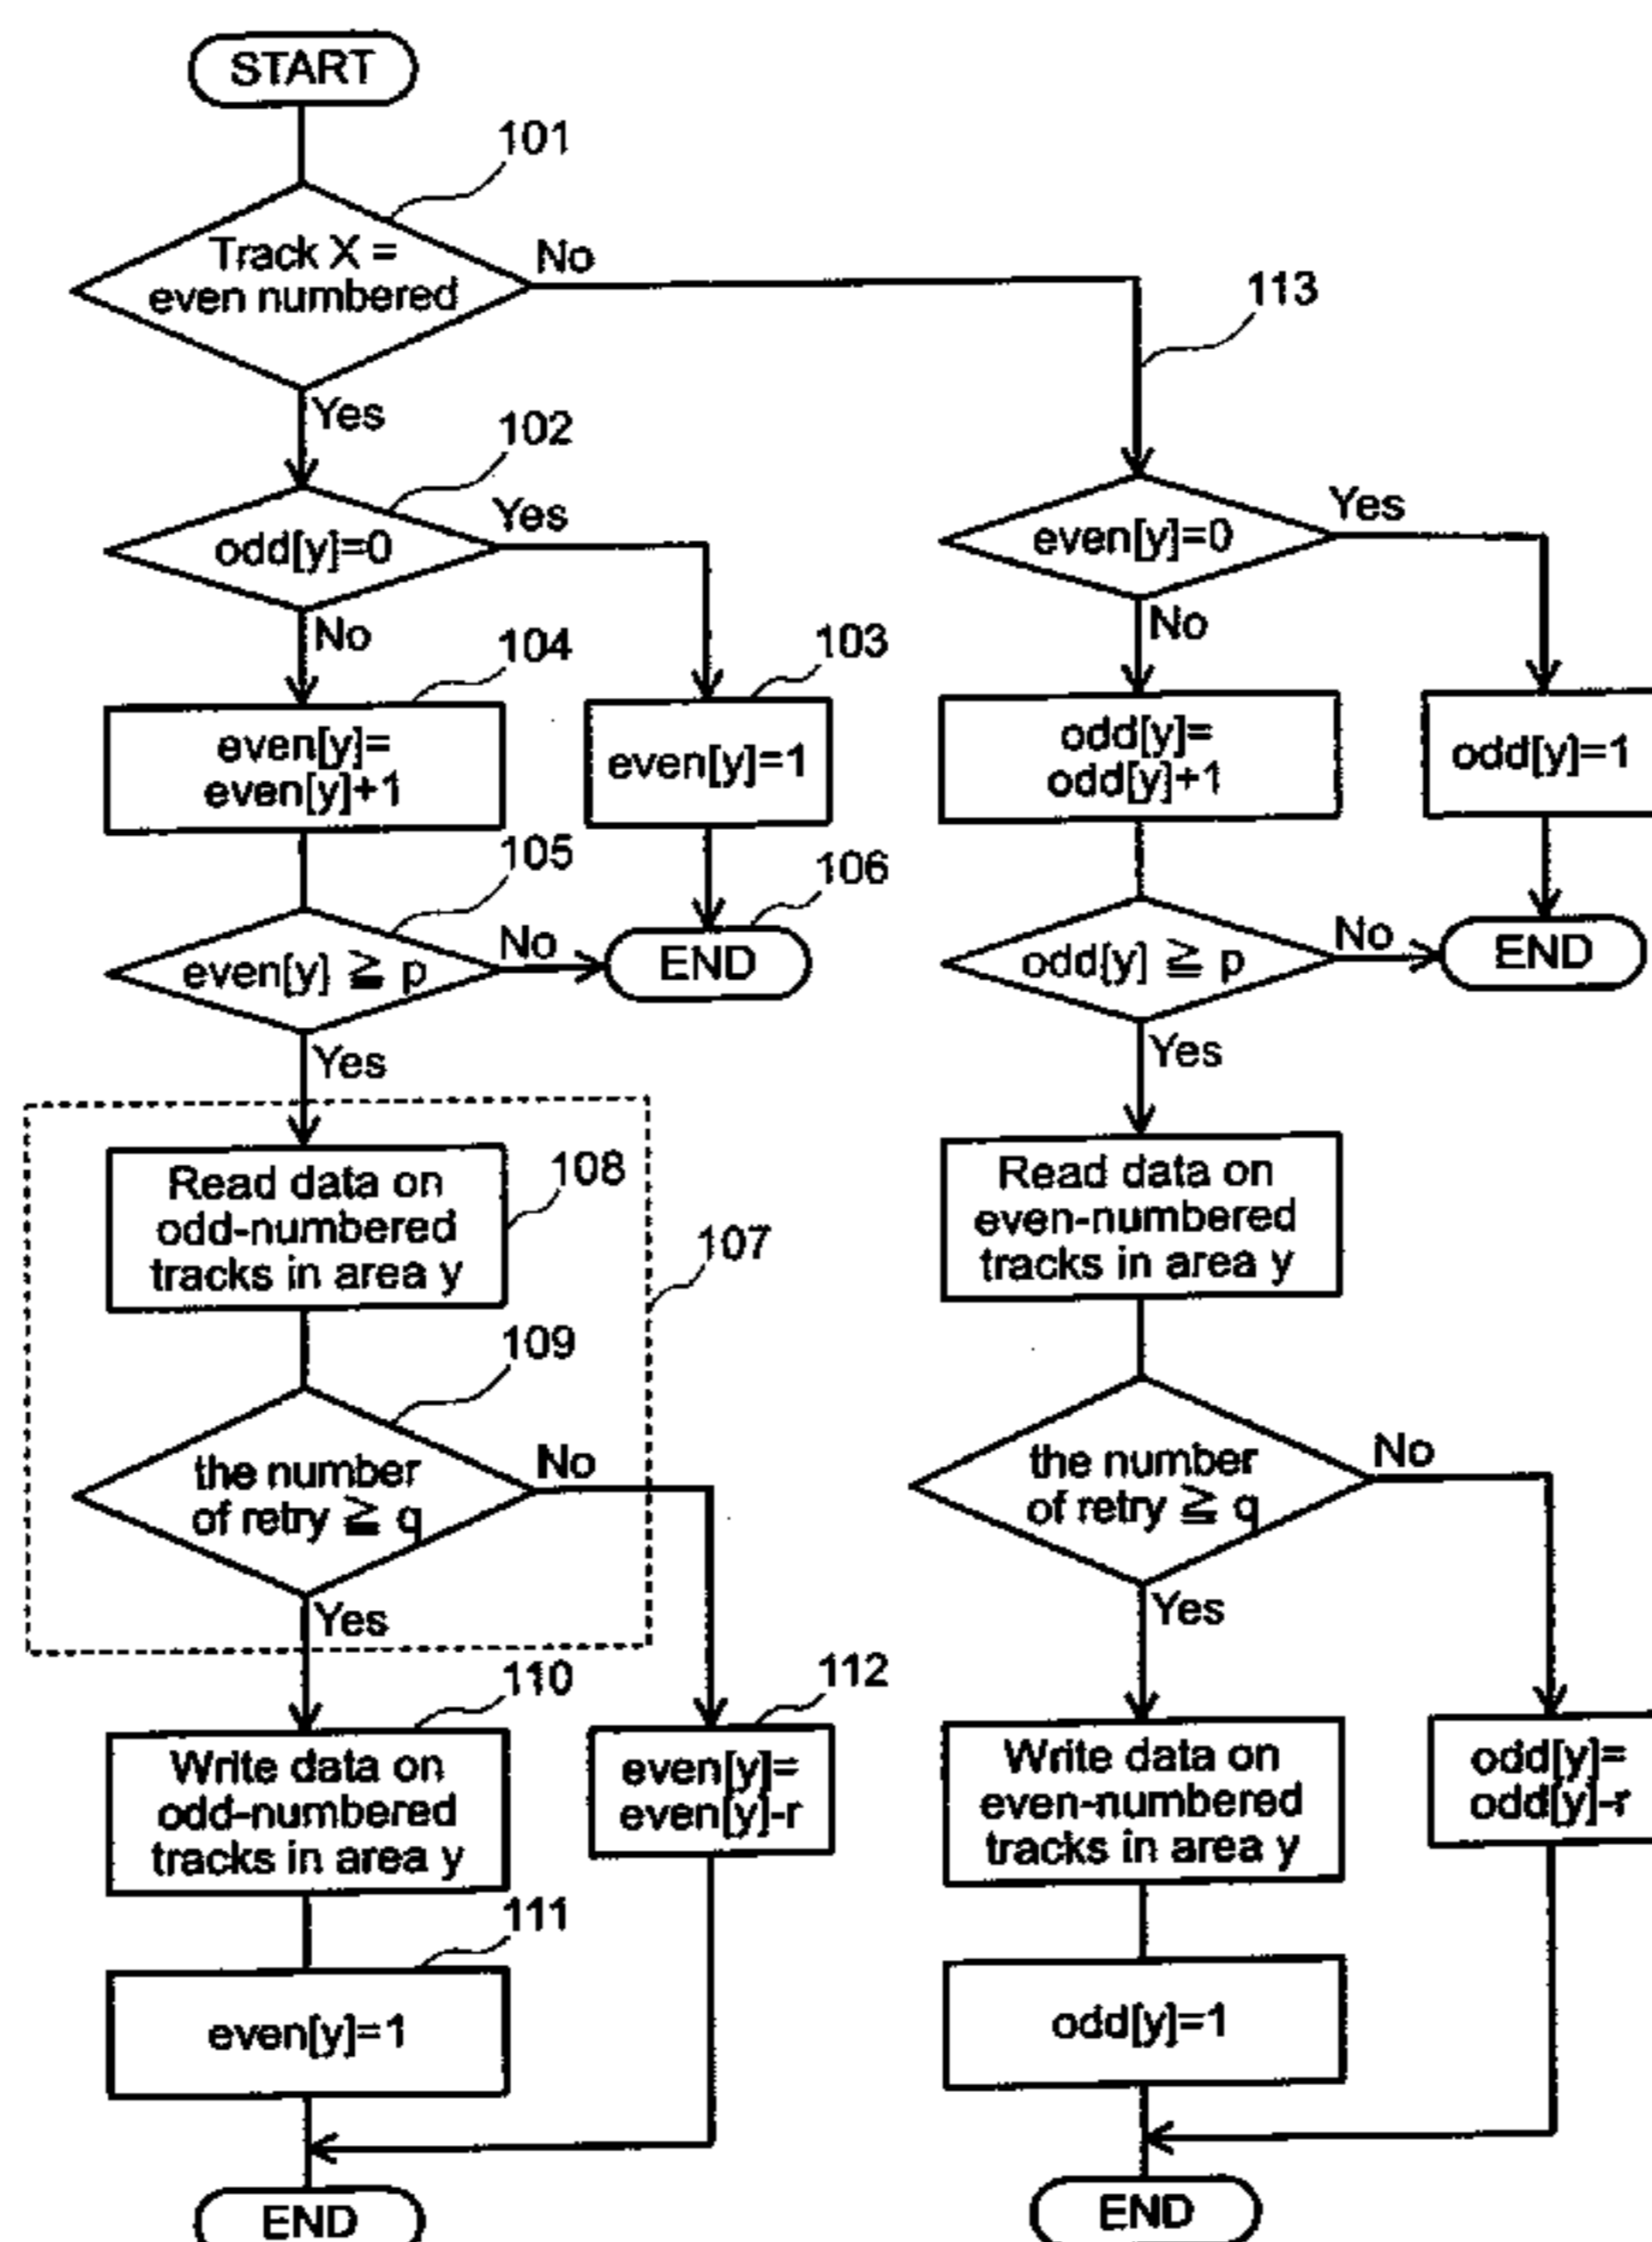 START
101
Track X =
even numbered
No
113
Yes
102
odd[y]=0
Yes
even[y]=0
Yes
No
104
103
No
even[y]=
even[y]+1
even[y]=1
odd[y]=
odd[y]+1
odd[y]=1
105
106
even[y] ≧ p
No
END
odd[y] ≧ p
No
END
Yes
Yes
Read data on
odd-numbered
tracks in area y
108
107
Read data on
even-numbered
tracks in area y
109
the number
of retry ≧ q
No
the number
of retry ≧ q
No
Yes
Yes
110
112
Write data on
odd-numbered
tracks in area y
even[y]=
even[y]-r
Write data on
even-numbered
tracks in area y
odd[y]=
odd[y]-r
111
even[y]=1
odd[y]=1
END
END